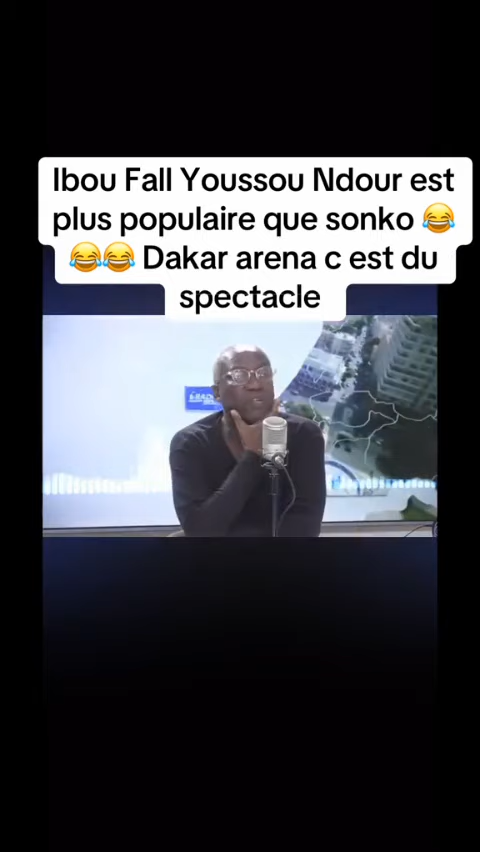 Ibou Fall Youssou Ndour est
plus populaire que sonko 😂
😂😂 Dakar arena c est du
spectacle